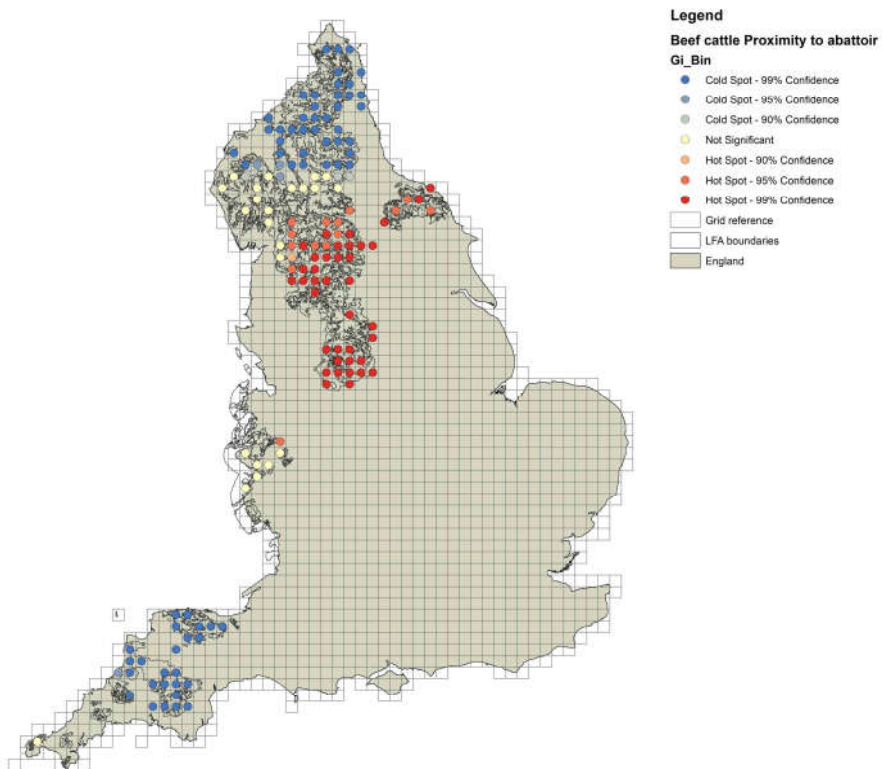 Legend
Beef cattle Proximity to abattoir
Gi_Bin
Cold Spot - 99% Confidence
Cold Spot - 95% Confidence
Cold Spot - 90% Confidence
Not Significant
Hot Spot - 90% Confidence
Hot Spot - 95% Confidence
Hot Spot - 99% Confidence
Grid reference
LFA boundaries
England